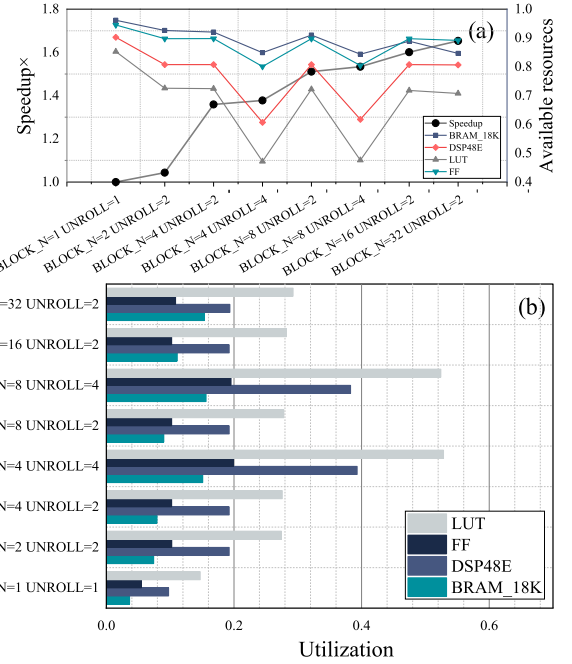 (a)
Speedup×
1.8
1.6
1.4
1.2
1.0
1.0
0.9
0.8
0.7
0.6
0.5
0.4
Available resourecs
Speedup
BRAM_18K
DSP48E
LUT
FF
BLOCK_N=1 UNROLL=1
BLOCK_N=2 UNROLL=2
BLOCK_N=4 UNROLL=2
BLOCK_N=4 UNROLL=4
BLOCK_N=8 UNROLL=2
BLOCK_N=8 UNROLL=4
BLOCK_N=16 UNROLL=2
BLOCK_N=32 UNROLL=2
(b)
=32 UNROLL=2
=16 UNROLL=2
N=8 UNROLL=4
N=8 UNROLL=2
N=4 UNROLL=4
N=4 UNROLL=2
N=2 UNROLL=2
N=1 UNROLL=1
LUT
FF
DSP48E
BRAM_18K
0.0
0.2
0.4
0.6
Utilization